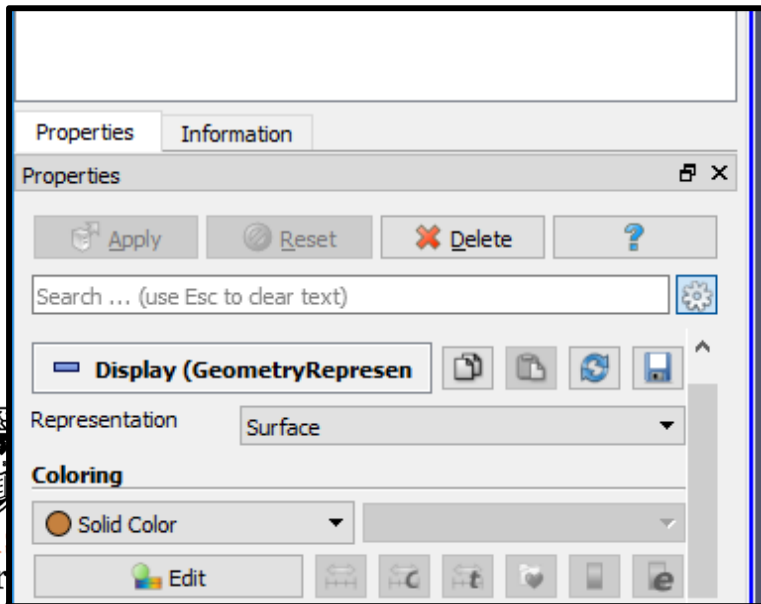 Properties Information
Properties
Apply Reset Delete ?
Search ... (use Esc to clear text)
Display (GeometryRepresen
Representation Surface
Coloring
Solid Color
Edit c t e
r